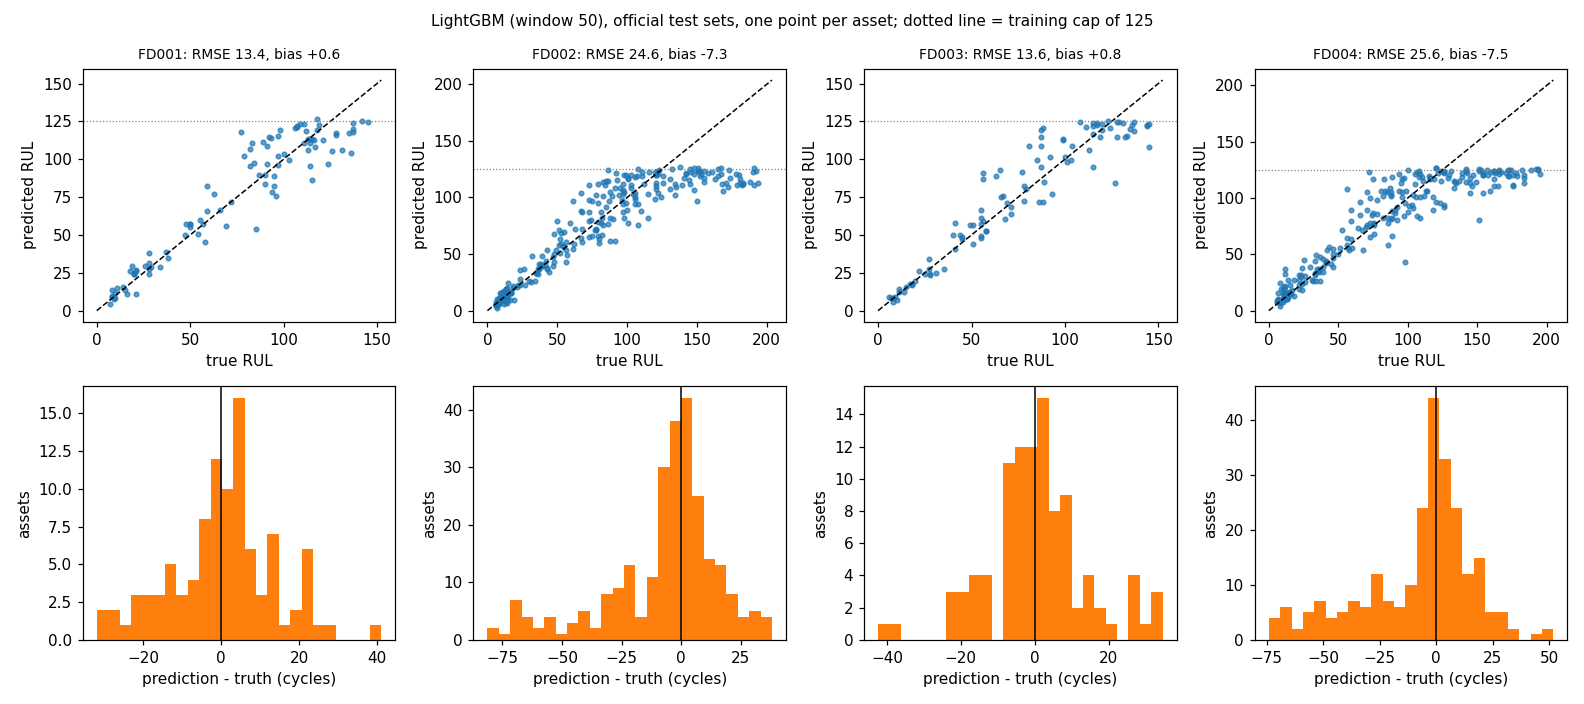 LightGBM (window 50), official test sets, one point per asset; dotted line = training cap of 125
FD001: RMSE 13.4, bias +0.6
FD002: RMSE 24.6, bias -7.3
FD003: RMSE 13.6, bias +0.8
FD004: RMSE 25.6, bias -7.5
predicted RUL
150
125
100
75
50
25
0
0 50 100 150
true RUL
predicted RUL
200
150
100
50
0
0 50 100 150 200
true RUL
predicted RUL
150
125
100
75
50
25
0
0 50 100 150
true RUL
predicted RUL
200
150
100
50
0
0 50 100 150 200
true RUL
assets
15.0
12.5
10.0
7.5
5.0
2.5
0.0
−20 0 20 40
prediction - truth (cycles)
assets
40
30
20
10
0
−75 −50 −25 0 25
prediction - truth (cycles)
assets
14
12
10
8
6
4
2
0
−40 −20 0 20
prediction - truth (cycles)
assets
40
30
20
10
0
−75 −50 −25 0 25 50
prediction - truth (cycles)